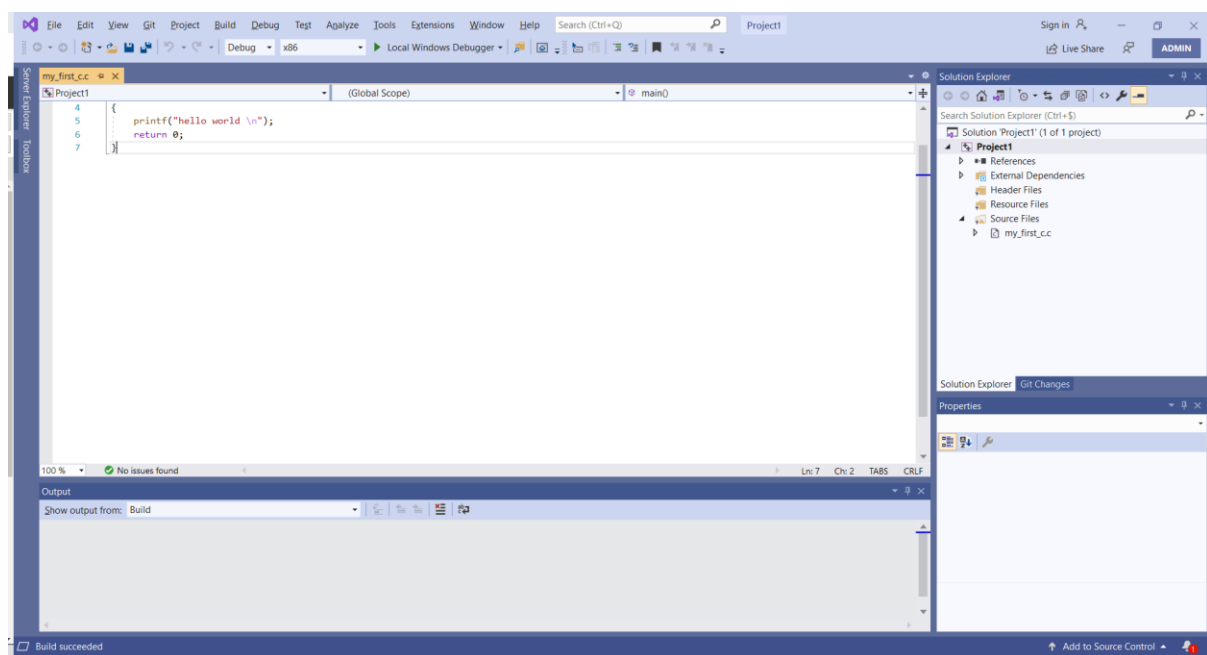 File Edit View Git Project Build Debug Test Analyze Tools Extensions Window Help Search (Ctrl+Q) Project1 Sign in
Debug x86 Local Windows Debugger Live Share ADMIN
Server Explorer
Toolbox
my_first_c.c
Project1 (Global Scope) main()
4 {
5 printf("hello world \n");
6 return 0;
7 }
100 % No issues found Ln: 7 Ch: 2 TABS CRLF
Output
Show output from: Build
Solution Explorer
Search Solution Explorer (Ctrl+$)
Solution 'Project1' (1 of 1 project)
Project1
References
External Dependencies
Header Files
Resource Files
Source Files
my_first_c.c
Solution Explorer Git Changes
Properties
Build succeeded Add to Source Control 1